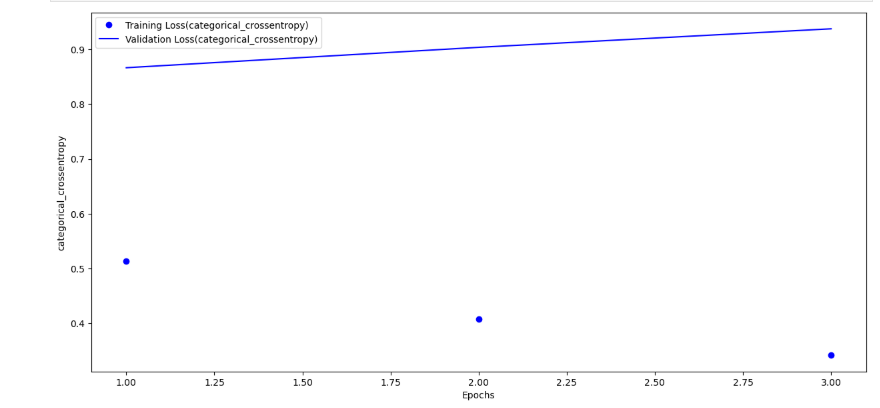 Training Loss(categorical_crossentropy)
Validation Loss(categorical_crossentropy)
0.9
0.8
0.7
0.6
0.5
0.4
categorical_crossentropy
1.00 1.25 1.50 1.75 2.00 2.25 2.50 2.75 3.00
Epochs